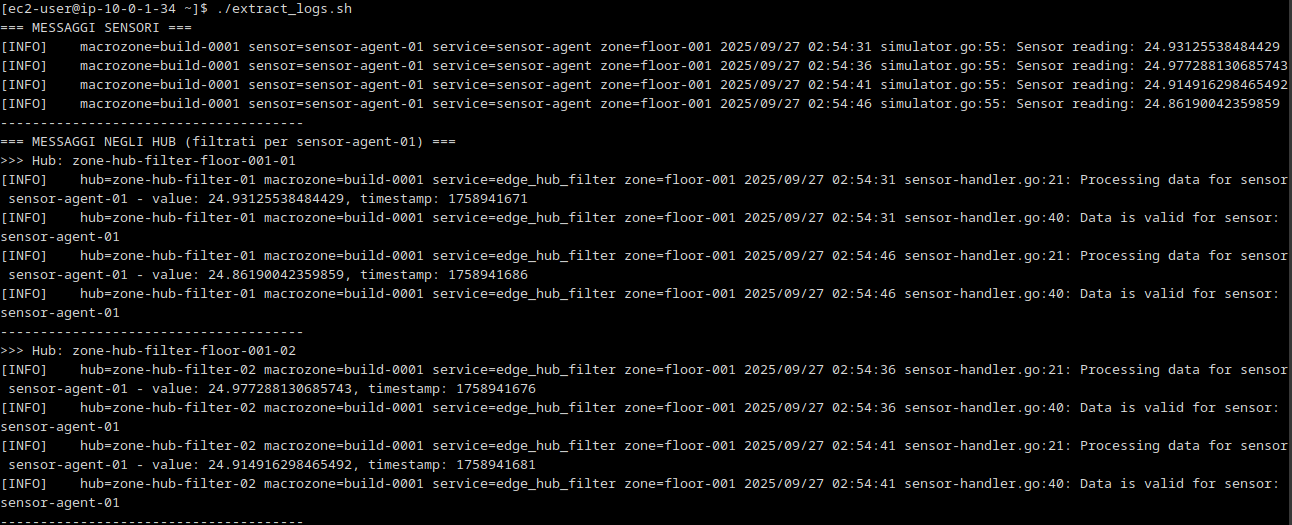 [ec2-user@ip-10-0-1-34 ~]$ ./extract_logs.sh
=== MESSAGGI SENSORI ===
[INFO]    macrozone=build-0001 sensor=sensor-agent-01 service=sensor-agent zone=floor-001 2025/09/27 02:54:31 simulator.go:55: Sensor reading: 24.93125538484429
[INFO]    macrozone=build-0001 sensor=sensor-agent-01 service=sensor-agent zone=floor-001 2025/09/27 02:54:36 simulator.go:55: Sensor reading: 24.977288130685743
[INFO]    macrozone=build-0001 sensor=sensor-agent-01 service=sensor-agent zone=floor-001 2025/09/27 02:54:41 simulator.go:55: Sensor reading: 24.914916298465492
[INFO]    macrozone=build-0001 sensor=sensor-agent-01 service=sensor-agent zone=floor-001 2025/09/27 02:54:46 simulator.go:55: Sensor reading: 24.86190042359859
--------------------------------------
=== MESSAGGI NEGLI HUB (filtrati per sensor-agent-01) ===
>>> Hub: zone-hub-filter-floor-001-01
[INFO]    hub=zone-hub-filter-01 macrozone=build-0001 service=edge_hub_filter zone=floor-001 2025/09/27 02:54:31 sensor-handler.go:21: Processing data for sensor
 sensor-agent-01 - value: 24.93125538484429, timestamp: 1758941671
[INFO]    hub=zone-hub-filter-01 macrozone=build-0001 service=edge_hub_filter zone=floor-001 2025/09/27 02:54:31 sensor-handler.go:40: Data is valid for sensor:
sensor-agent-01
[INFO]    hub=zone-hub-filter-01 macrozone=build-0001 service=edge_hub_filter zone=floor-001 2025/09/27 02:54:46 sensor-handler.go:21: Processing data for sensor
 sensor-agent-01 - value: 24.86190042359859, timestamp: 1758941686
[INFO]    hub=zone-hub-filter-01 macrozone=build-0001 service=edge_hub_filter zone=floor-001 2025/09/27 02:54:46 sensor-handler.go:40: Data is valid for sensor:
sensor-agent-01
--------------------------------------
>>> Hub: zone-hub-filter-floor-001-02
[INFO]    hub=zone-hub-filter-02 macrozone=build-0001 service=edge_hub_filter zone=floor-001 2025/09/27 02:54:36 sensor-handler.go:21: Processing data for sensor
 sensor-agent-01 - value: 24.977288130685743, timestamp: 1758941676
[INFO]    hub=zone-hub-filter-02 macrozone=build-0001 service=edge_hub_filter zone=floor-001 2025/09/27 02:54:36 sensor-handler.go:40: Data is valid for sensor:
sensor-agent-01
[INFO]    hub=zone-hub-filter-02 macrozone=build-0001 service=edge_hub_filter zone=floor-001 2025/09/27 02:54:41 sensor-handler.go:21: Processing data for sensor
 sensor-agent-01 - value: 24.914916298465492, timestamp: 1758941681
[INFO]    hub=zone-hub-filter-02 macrozone=build-0001 service=edge_hub_filter zone=floor-001 2025/09/27 02:54:41 sensor-handler.go:40: Data is valid for sensor:
sensor-agent-01
--------------------------------------